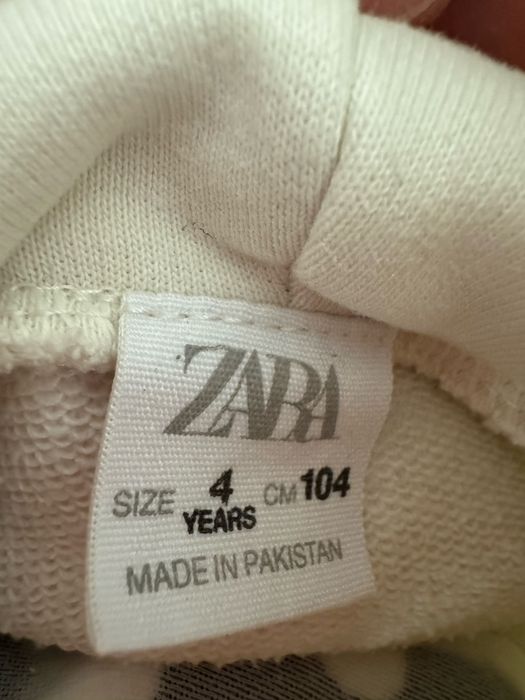 ZARA
SIZE 4 CM 104
YEARS
MADE IN PAKISTAN